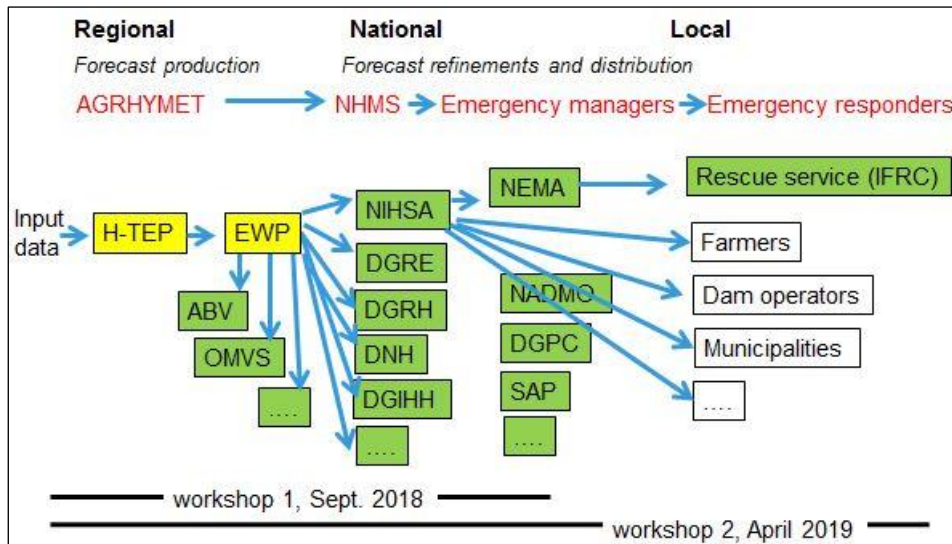 Regional National Local
Forecast production Forecast refinements and distribution
AGRHYMET NHMS Emergency managers Emergency responders
Input
data
H-TEP
EWP
ABV
OMVS
....
NIHSA
DGRE
DGRH
DNH
DGIHH
....
NEMA
NADMO
DGPC
SAP
....
Rescue service (IFRC)
Farmers
Dam operators
Municipalities
....
workshop 1, Sept. 2018
workshop 2, April 2019